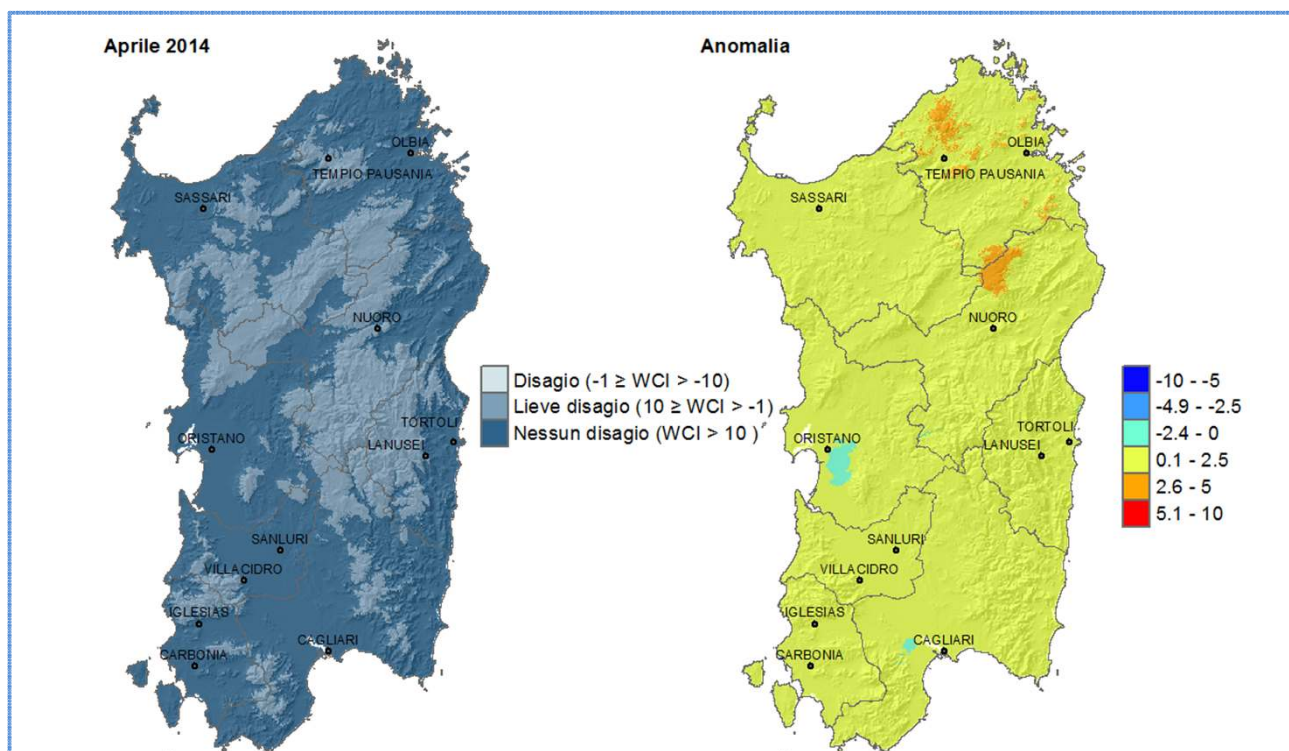 Aprile 2014
OLBIA
TEMPIO PAUSANIA
SASSARI
NUORO
Disagio (-1 ≥ WCI > -10)
Lieve disagio (10 ≥ WCI > -1)
Nessun disagio (WCI > 10 )
TORTOLI
ORISTANO
LANUSEI
SANLURI
VILLACIDRO
IGLESIAS
CAGLIARI
CARBONIA
Anomalia
OLBIA
TEMPIO PAUSANIA
SASSARI
NUORO
TORTOLI
ORISTANO
LANUSEI
SANLURI
VILLACIDRO
IGLESIAS
CAGLIARI
CARBONIA
-10 - -5
-4.9 - -2.5
-2.4 - 0
0.1 - 2.5
2.6 - 5
5.1 - 10